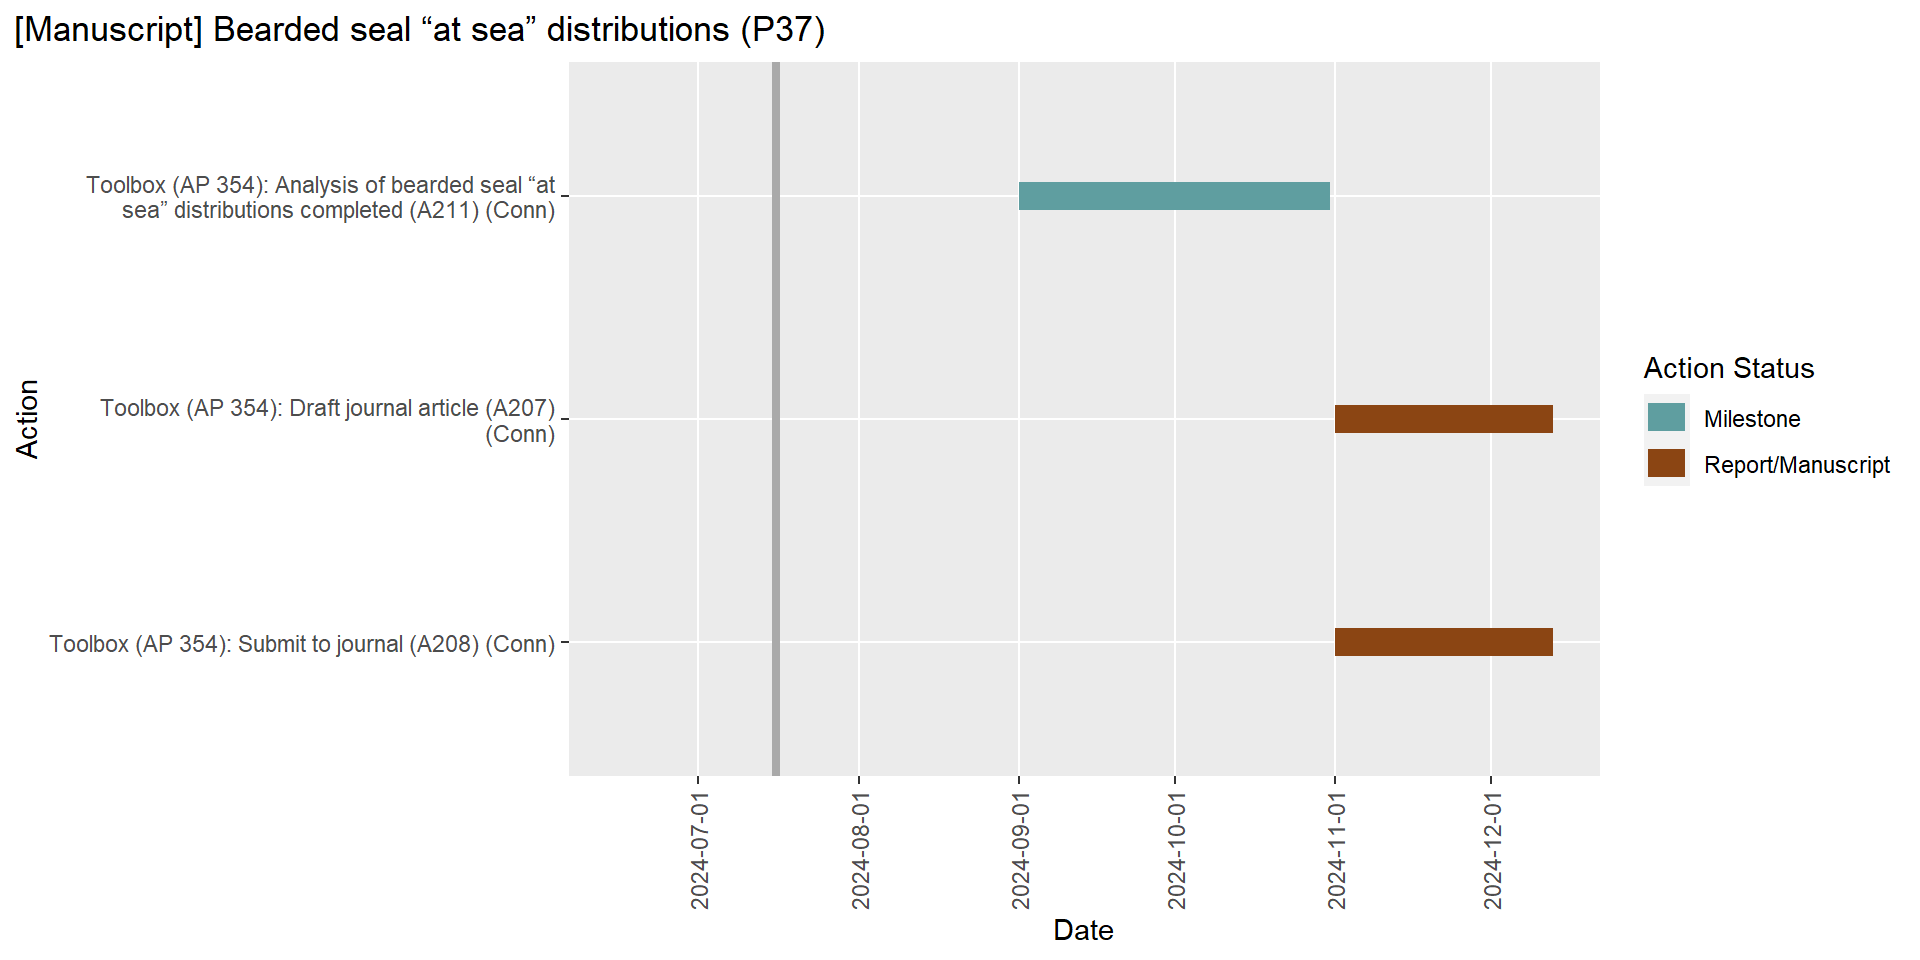 [Manuscript] Bearded seal “at sea” distributions (P37)
Action
Toolbox (AP 354): Analysis of bearded seal “at
sea” distributions completed (A211) (Conn)
Toolbox (AP 354): Draft journal article (A207)
(Conn)
Toolbox (AP 354): Submit to journal (A208) (Conn)
2024-07-01
2024-08-01
2024-09-01
2024-10-01
2024-11-01
2024-12-01
Date
Action Status
Milestone
Report/Manuscript